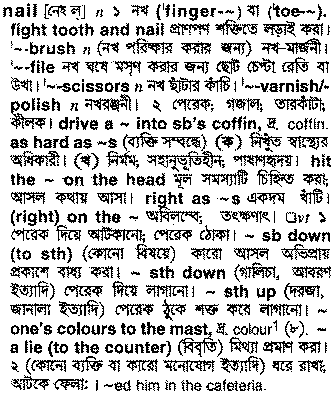 nail [নেইল্] n ১ নখ ('finger-~) বা ('toe-~).
fight tooth and nail প্রাণপণ শক্তিতে লড়াই করা।
'~-brush n (নখ পরিষ্কার করার জন্য) নখ-মার্জনী।
'~-file নখ ঘষে মসৃণ করার জন্য ছোট চেপ্টা রেতি বা
উখা। '~-scissors n নখ ছাঁটার কাঁচি। '~-varnish/-
polish n নখরঞ্জনী। ২ পেরেক; গজাল; তারকাঁটা;
কীলক। drive a ~ into sb's coffin, দ্র. coffin.
as hard as ~s (ব্যক্তি সম্বন্ধে) (ক) নিখুঁত স্বাস্থ্যের
অধিকারী। (খ) নির্মম, সহানুভূতিহীন; পাষাণহৃদয়। hit
the ~ on the head মূল সমস্যাটি চিহ্নিত করা;
আসল কথায় আসা। right as ~s একদম খাঁটি।
(right) on the ~ অবিলম্বে; তৎক্ষণাৎ। □vt ১
পেরেক দিয়ে আটকানো; পেরেক ঠোকা। ~ sb down
(to sth) (কোনো বিষয়ে) কারো আসল অভিপ্রায়
প্রকাশে বাধ্য করা। ~ sth down (গালিচা, আবরণ
ইত্যাদি) পেরেক দিয়ে লাগানো। ~ sth up (দরজা,
জানালা ইত্যাদি) পেরেক ঠুকে শক্ত করে লাগানো। ~
one's colours to the mast, দ্র. colour¹ (৮). ~
a lie (to the counter) (বিবৃতি) মিথ্যা প্রমাণ করা।
২ (কোনো ব্যক্তি বা কারো মনোযোগ ইত্যাদি) ধরে রাখা;
আটকে ফেলা: I ~ed him in the cafeteria.